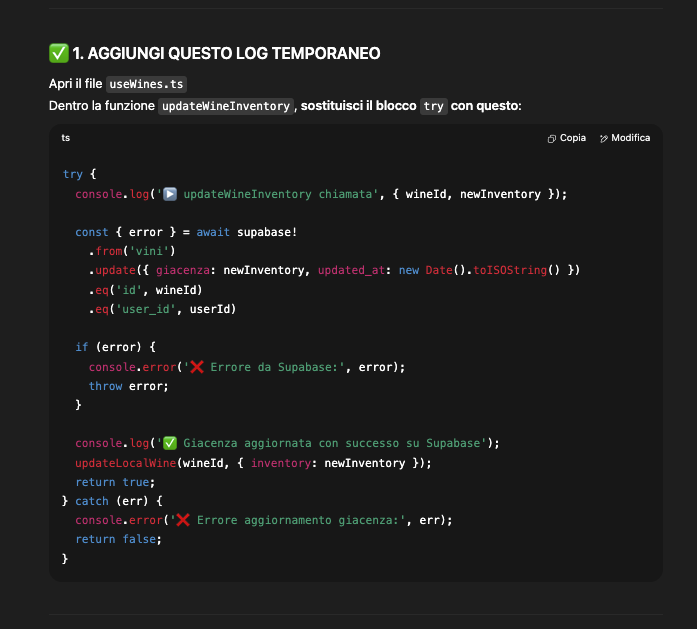 ✅ 1. AGGIUNGI QUESTO LOG TEMPORANEO
Apri il file useWines.ts
Dentro la funzione updateWineInventory, sostituisci il blocco try con questo:
ts Copia Modifica
try {
  console.log('▶️ updateWineInventory chiamata', { wineId, newInventory });

  const { error } = await supabase!
    .from('vini')
    .update({ giacenza: newInventory, updated_at: new Date().toISOString() })
    .eq('id', wineId)
    .eq('user_id', userId)

  if (error) {
    console.error('❌ Errore da Supabase:', error);
    throw error;
  }

  console.log('✅ Giacenza aggiornata con successo su Supabase');
  updateLocalWine(wineId, { inventory: newInventory });
  return true;
} catch (err) {
  console.error('❌ Errore aggiornamento giacenza:', err);
  return false;
}